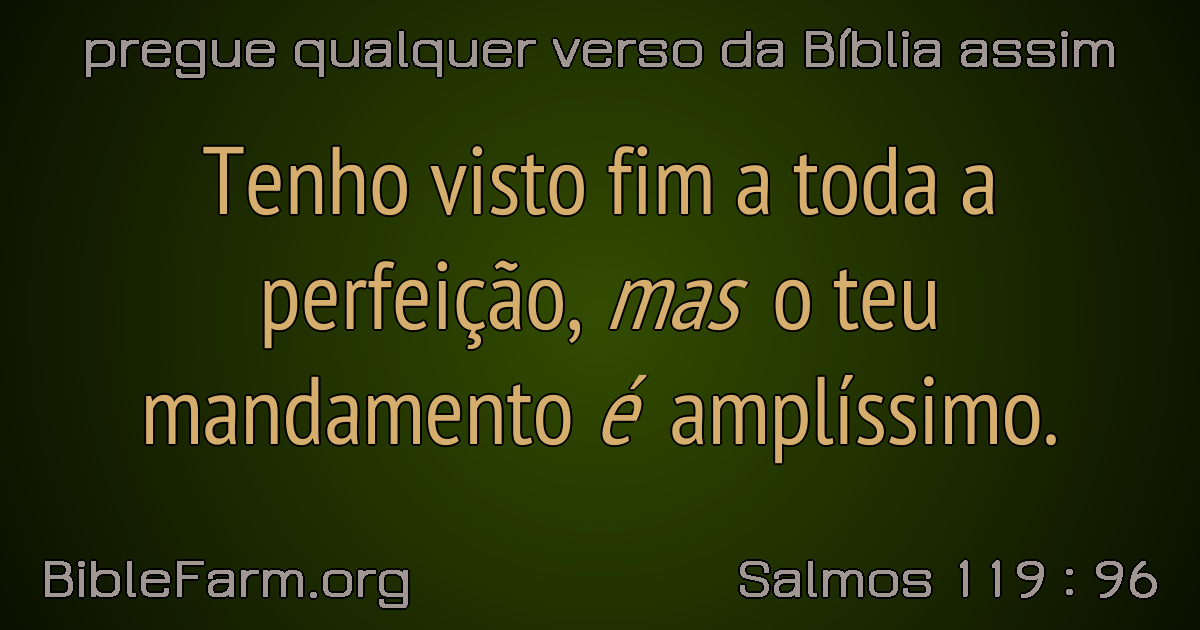 pregue qualquer verso da Bíblia assim
Tenho visto fim a toda a
perfeição, mas o teu
mandamento é amplíssimo.
BibleFarm.org
Salmos 119 : 96